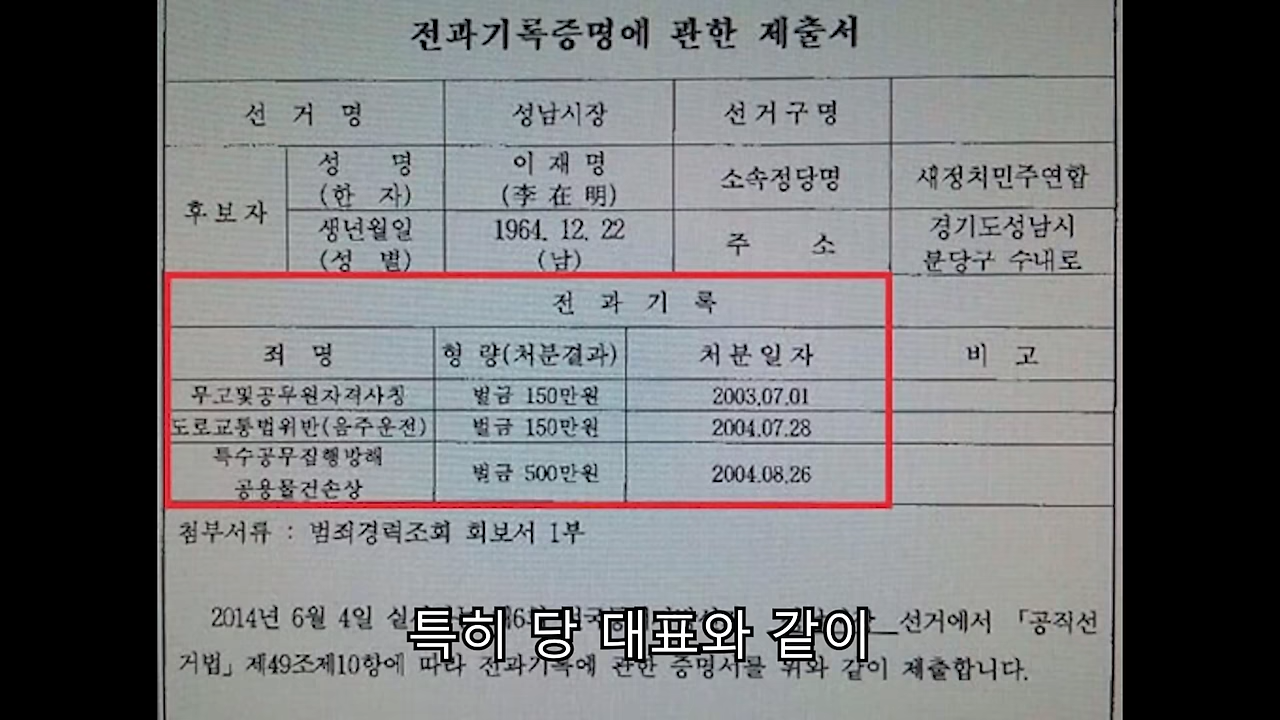 전과기록증명에 관한 제출서
선 거 명 성남시장 선거구명
후보자 성 명 (한 자) 이 재 명 (李 在 明) 소속정당명 새정치민주연합
생년월일 (성 별) 1964. 12. 22 (남) 주 소 경기도성남시 분당구 수내로
전 과 기 록
죄 명 형 량(처분결과) 처분일자 비 고
무고및공무원자격사칭 벌금 150만원 2003.07.01
도로교통법위반(음주운전) 벌금 150만원 2004.07.28
특수공무집행방해 공용물건손상 벌금 500만원 2004.08.26
첨부서류 : 범죄경력조회 회보서 1부
2014년 6월 4일 선거에서 「공직선
거법」제49조제10항에 따라 전과기록에 관한 증명서를 위와 같이 제출합니다.
특히 당 대표와 같이